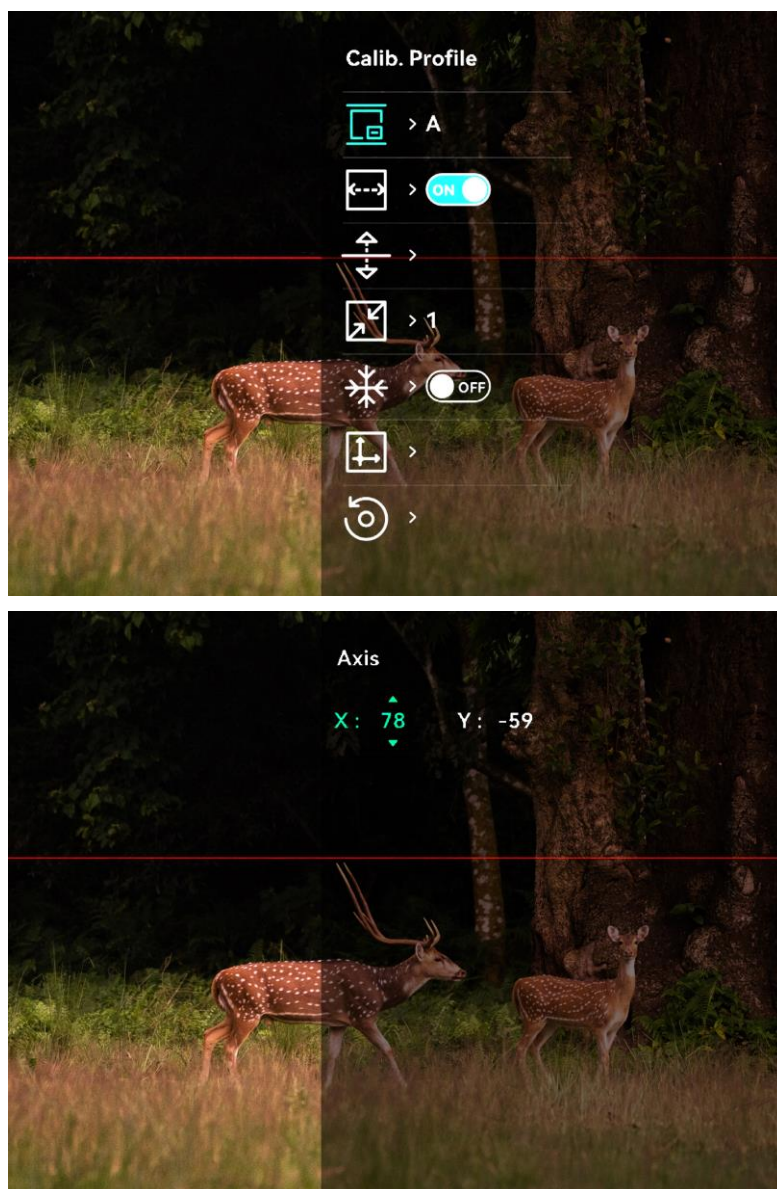 Calib. Profile
> A
> ON
>
> 1
> OFF
>
>
Axis
X : 78 Y : -59